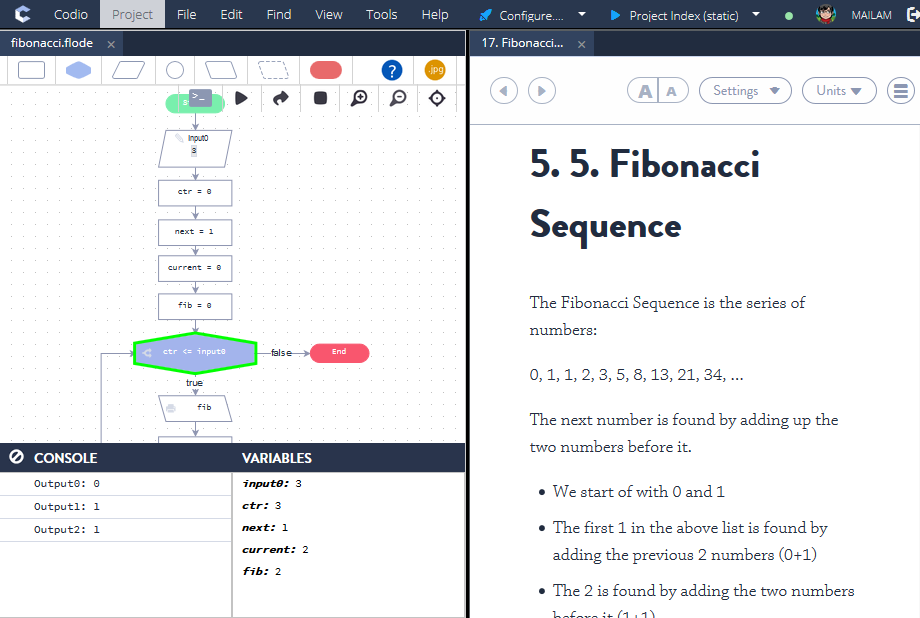 Codio Project File Edit Find View Tools Help Configure.... Project Index (static) MAILAM
fibonacci.flode × 17. Fibonacci... ×
? .jpg
>_
A A Settings Units
Input0
3
ctr = 0
next = 1
current = 0
fib = 0
ctr <= input0 false End
true
fib
CONSOLE
Output0: 0
Output1: 1
Output2: 1
VARIABLES
input0: 3
ctr: 3
next: 1
current: 2
fib: 2
5. 5. Fibonacci
Sequence
The Fibonacci Sequence is the series of
numbers:
0, 1, 1, 2, 3, 5, 8, 13, 21, 34, ...
The next number is found by adding up the
two numbers before it.
• We start of with 0 and 1
• The first 1 in the above list is found by
adding the previous 2 numbers (0+1)
• The 2 is found by adding the two numbers
before it (1+1)